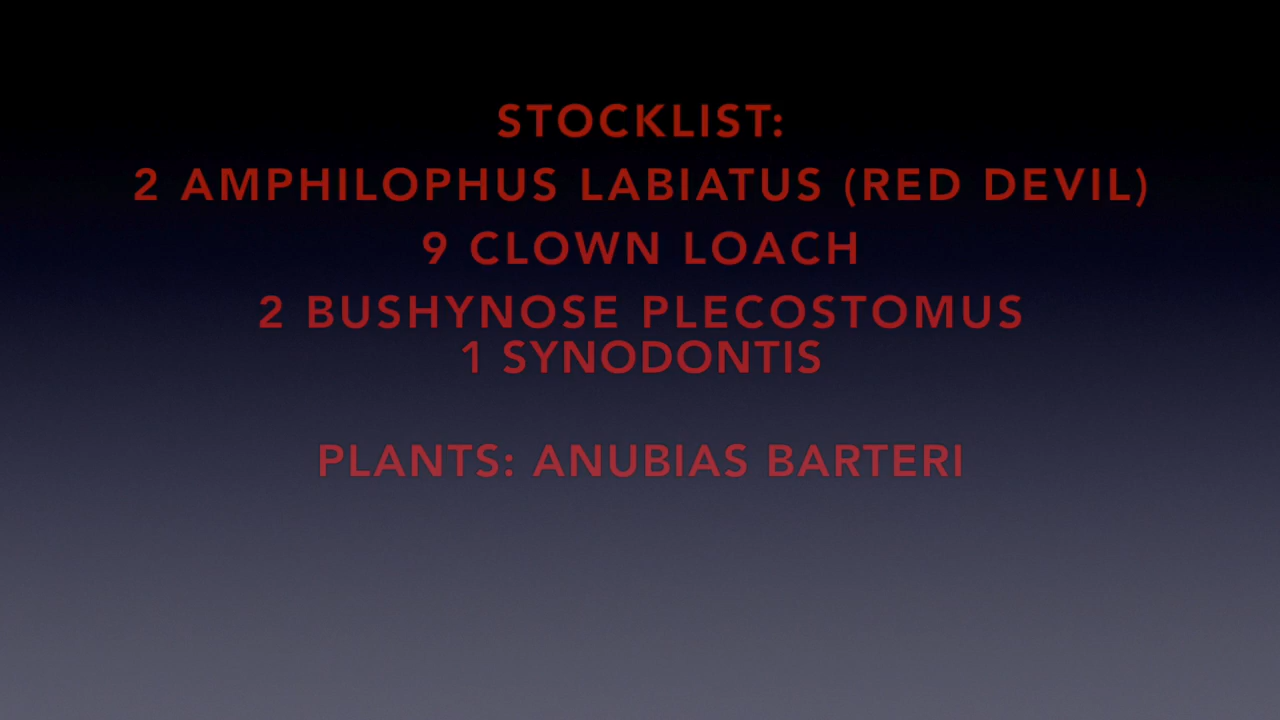 STOCKLIST:
2 AMPHILOPHUS LABIATUS (RED DEVIL)
9 CLOWN LOACH
2 BUSHYNOSE PLECOSTOMUS
1 SYNODONTIS
PLANTS: ANUBIAS BARTERI